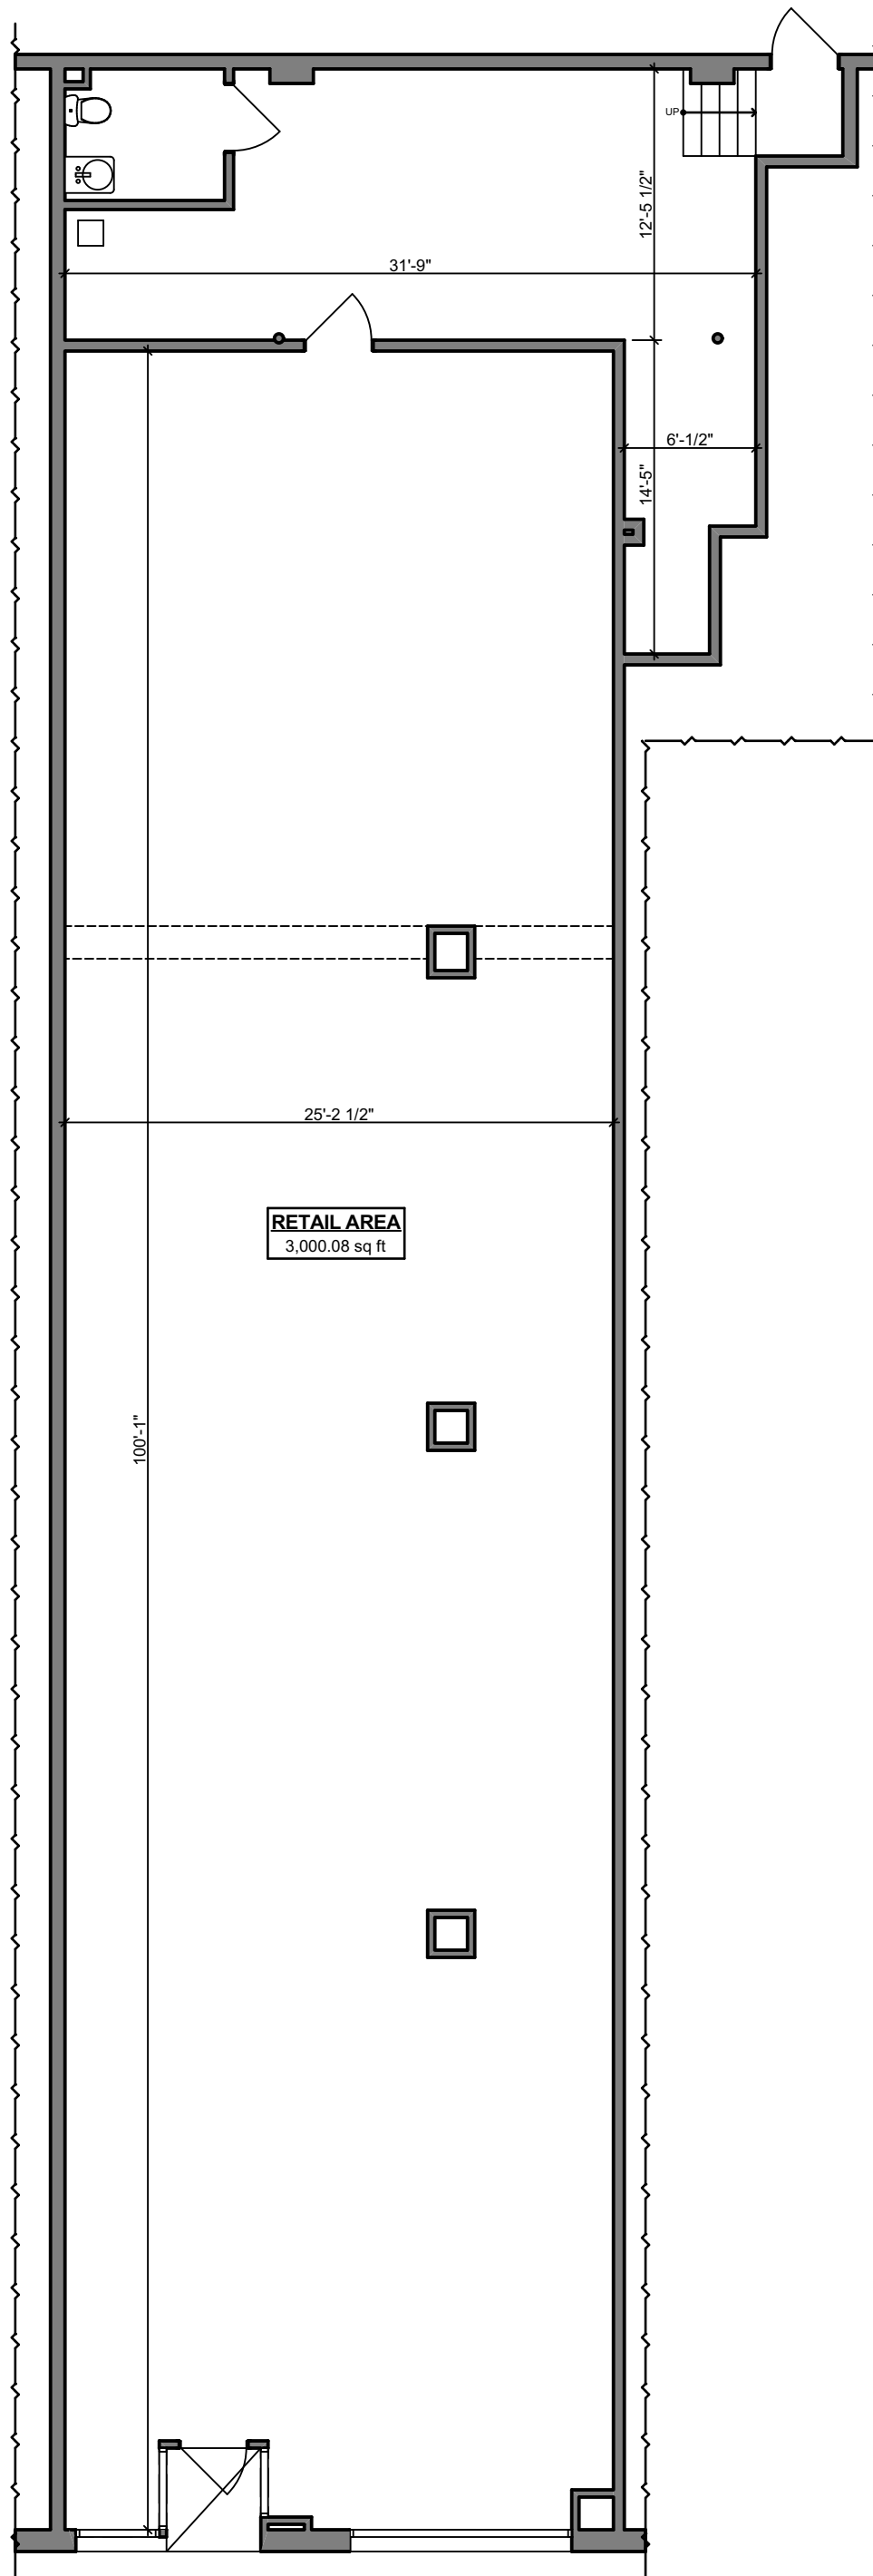 UP
12'-5 1/2"
31'-9"
6'-1/2"
14'-5"
25'-2 1/2"
RETAIL AREA
3,000.08 sq ft
100'-1"